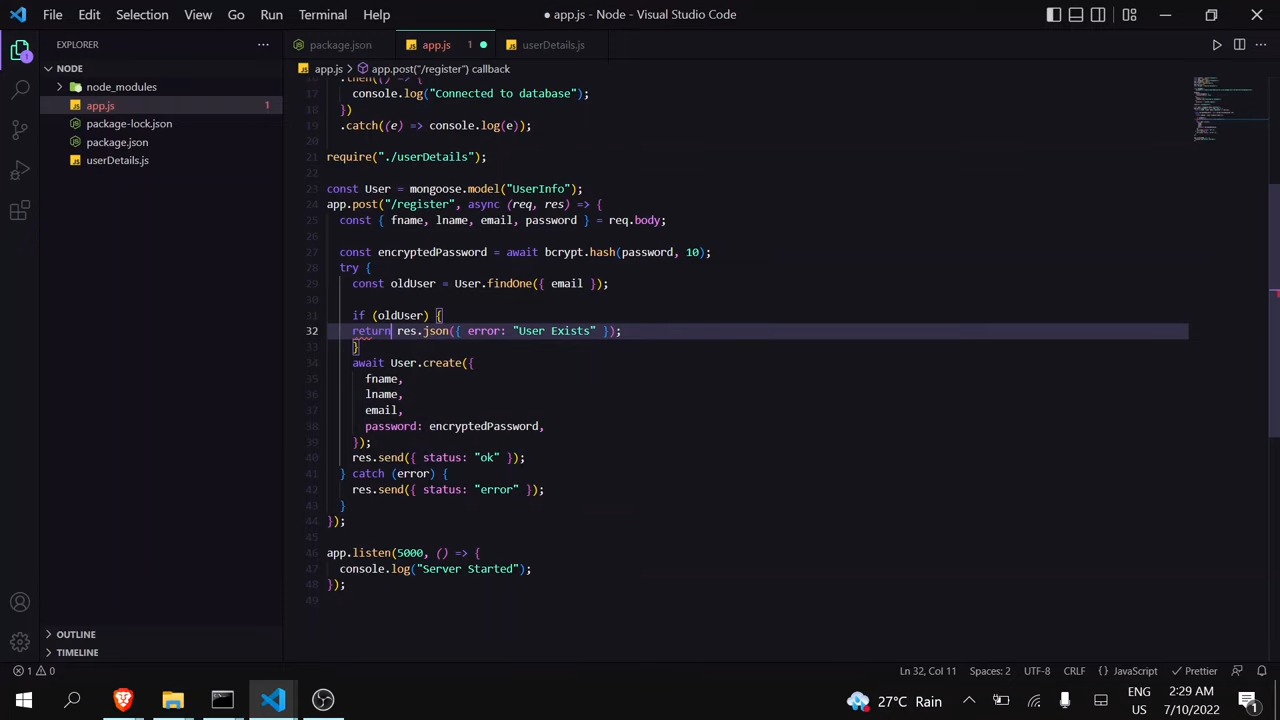 File Edit Selection View Go Run Terminal Help
● app.js - Node - Visual Studio Code
EXPLORER
package.json
app.js 1
userDetails.js
NODE
app.js > app.post("/register") callback
node_modules
app.js 1
package-lock.json
package.json
userDetails.js
16 .then(() => {
17 console.log("Connected to database");
18 })
19 .catch((e) => console.log(e));
20
21 require("./userDetails");
22
23 const User = mongoose.model("UserInfo");
24 app.post("/register", async (req, res) => {
25 const { fname, lname, email, password } = req.body;
26
27 const encryptedPassword = await bcrypt.hash(password, 10);
28 try {
29 const oldUser = User.findOne({ email });
30
31 if (oldUser) {
32 return res.json({ error: "User Exists" });
33 }
34 await User.create({
35 fname,
36 lname,
37 email,
38 password: encryptedPassword,
39 });
40 res.send({ status: "ok" });
41 } catch (error) {
42 res.send({ status: "error" });
43 }
44 });
45
46 app.listen(5000, () => {
47 console.log("Server Started");
48 });
49
OUTLINE
TIMELINE
1 0
Ln 32, Col 11 Spaces: 2 UTF-8 CRLF {} JavaScript Prettier
27°C Rain
ENG
US
2:29 AM
7/10/2022
1